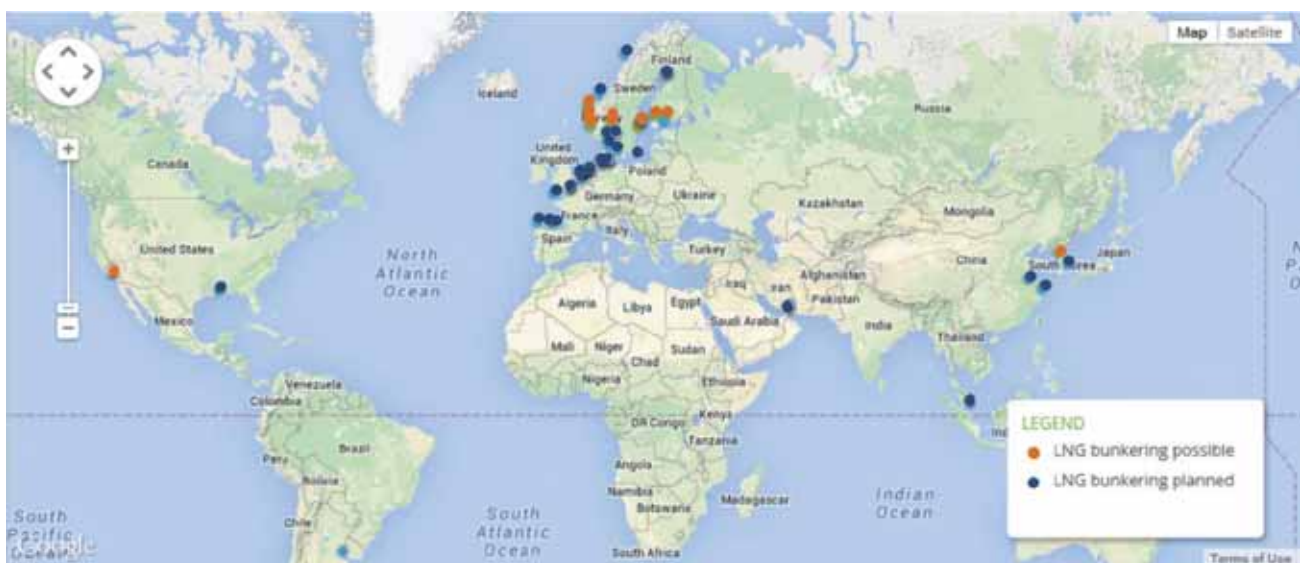 Map Satellite
Finland
Iceland
Sweden
Russia
United
Kingdom
Canada
Poland
Germany
Ukraine
Kazakhstan
Mongolia
France
Italy
Spain
Turkey
United States
North
Atlantic
Ocean
China
Japan
South Korea
Afghanistan
Iraq
Iran
Pakistan
Algeria
Libya
Egypt
Saudi Arabia
Mexico
India
Thailand
Mali
Niger
Chad
Sudan
Nigeria
Ethiopia
Venezuela
Colombia
DR Congo
Kenya
Tanzania
LEGEND
LNG bunkering possible
LNG bunkering planned
Brazil
Peru
Bolivia
Angola
Namibia
Botswana
Madagascar
Indian
Ocean
South
Pacific
Ocean
Chile
South
Atlantic
Ocean
South Africa
Google
Terms of Use